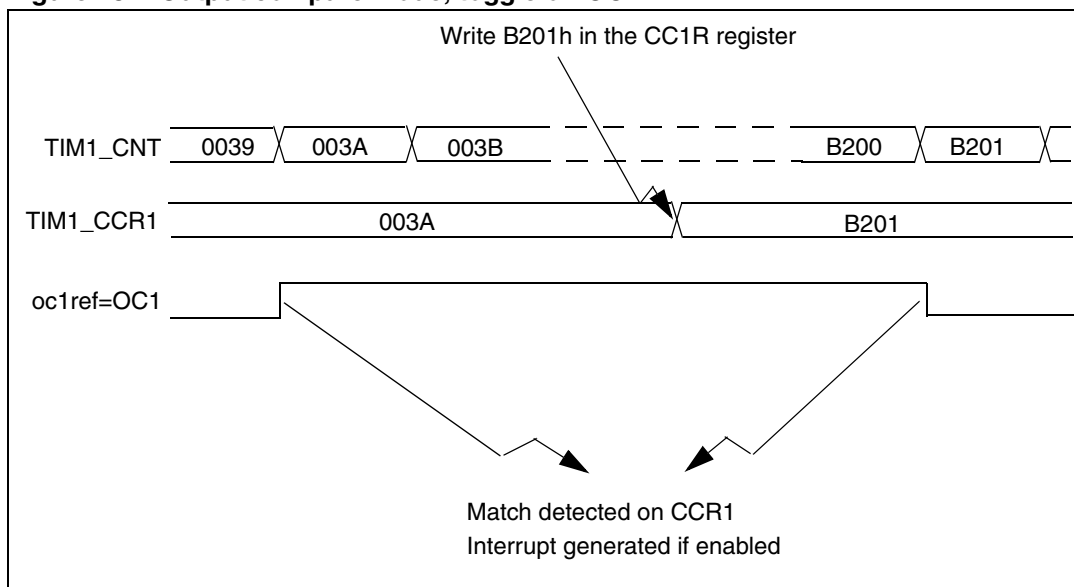 Write B201h in the CC1R register
TIM1_CNT 0039 003A 003B B200 B201
TIM1_CCR1 003A B201
oc1ref=OC1
Match detected on CCR1
Interrupt generated if enabled